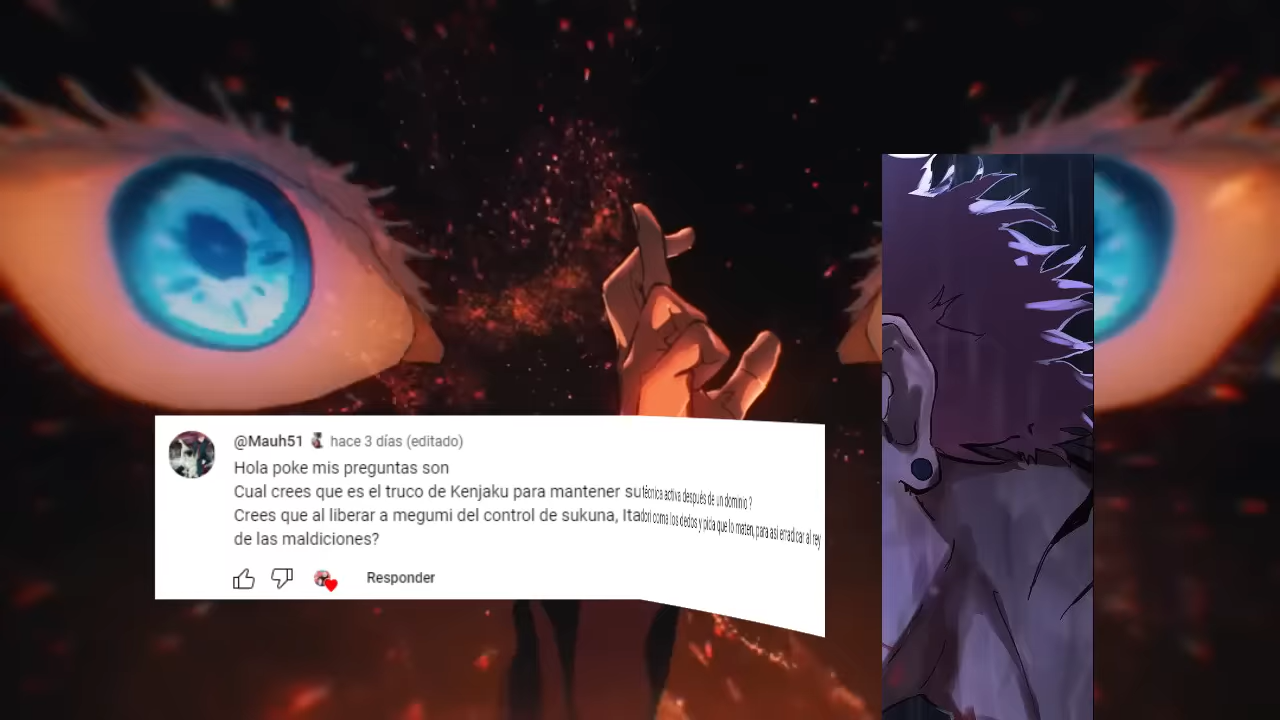 @Mauh51 hace 3 días (editado)
Hola poke mis preguntas son
Cual crees que es el truco de Kenjaku para mantener su técnica activa después de un dominio ?
Crees que al liberar a megumi del control de sukuna, Itadori coma los dedos y pida que lo maten, para asi erradicar al rey
de las maldiciones?
Responder